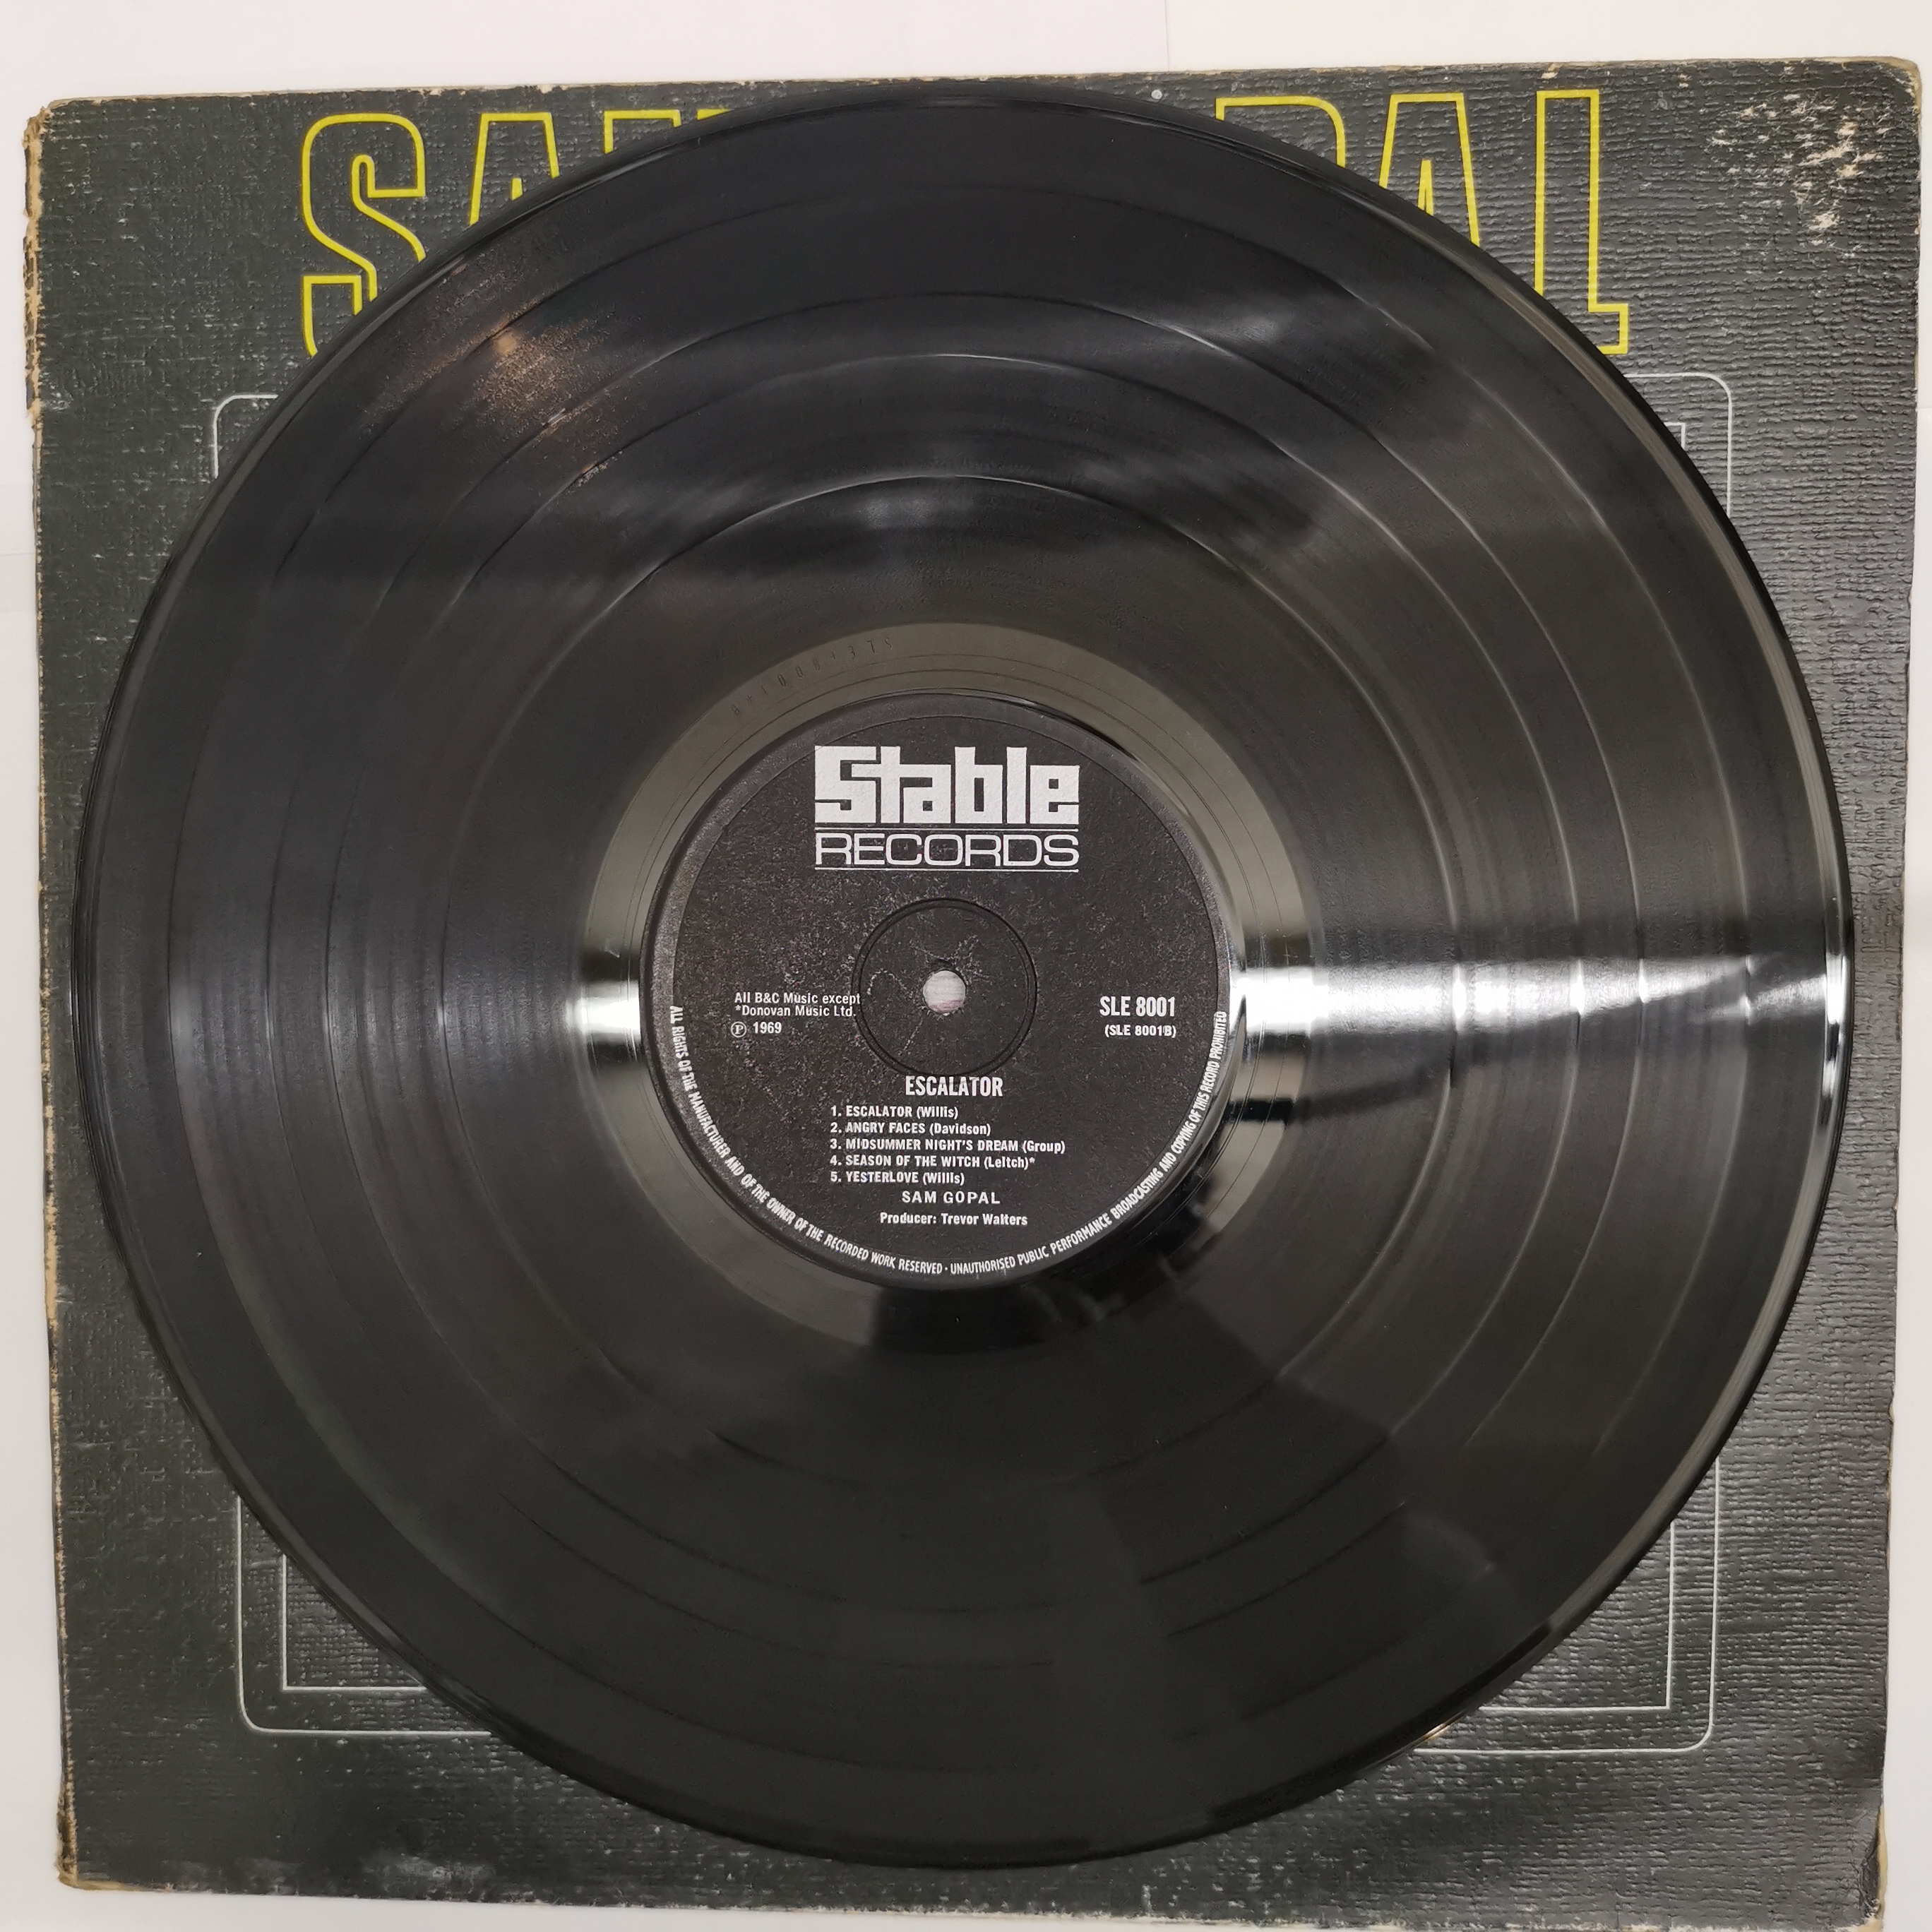 SAM GOPAL
Stable
RECORDS
All B&C Music except
*Donovan Music Ltd.
℗ 1969
SLE 8001
(SLE 8001B)
ESCALATOR
1. ESCALATOR (Willis)
2. ANGRY FACES (Davidson)
3. MIDSUMMER NIGHT'S DREAM (Group)
4. SEASON OF THE WITCH (Leitch)*
5. YESTERLOVE (Willis)
SAM GOPAL
Producer: Trevor Walters
ALL RIGHTS OF THE MANUFACTURER AND OF THE OWNER OF THE RECORDED WORK RESERVED · UNAUTHORISED PUBLIC PERFORMANCE BROADCASTING AND COPYING OF THIS RECORD PROHIBITED